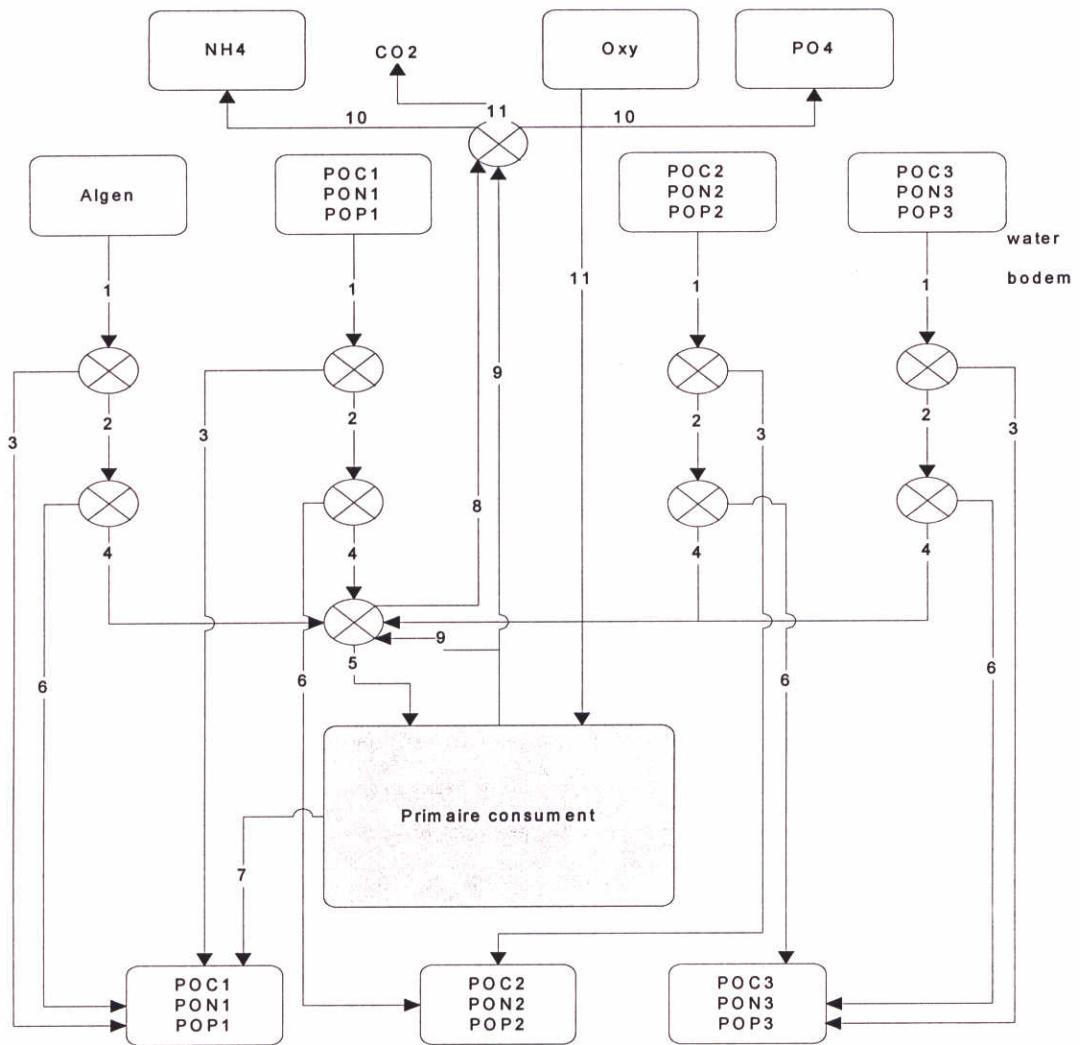 NH4
CO2
Oxy
PO4
11
10
10
Algen
POC1
PON1
POP1
POC2
PON2
POP2
POC3
PON3
POP3
water
bodem
1
1
11
1
1
9
3
2
3
2
2
3
2
3
8
4
4
4
4
9
5
6
6
6
6
Primaire consument
7
POC1
PON1
POP1
POC2
PON2
POP2
POC3
PON3
POP3